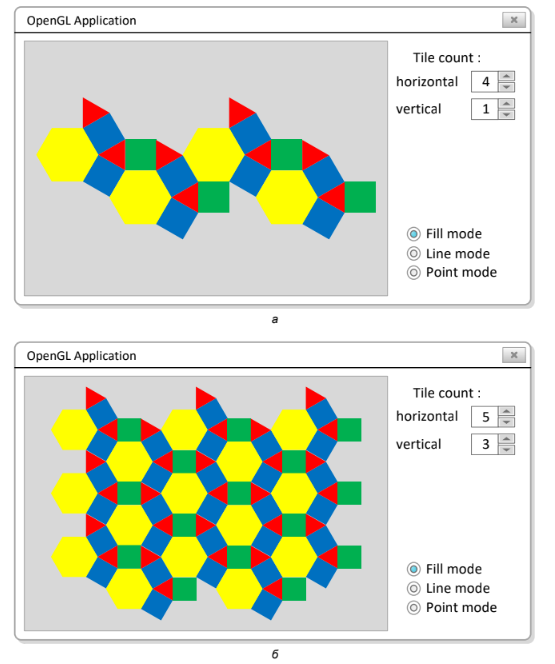 OpenGL Application
Tile count :
horizontal 4
vertical 1
Fill mode
Line mode
Point mode
а
OpenGL Application
Tile count :
horizontal 5
vertical 3
Fill mode
Line mode
Point mode
б